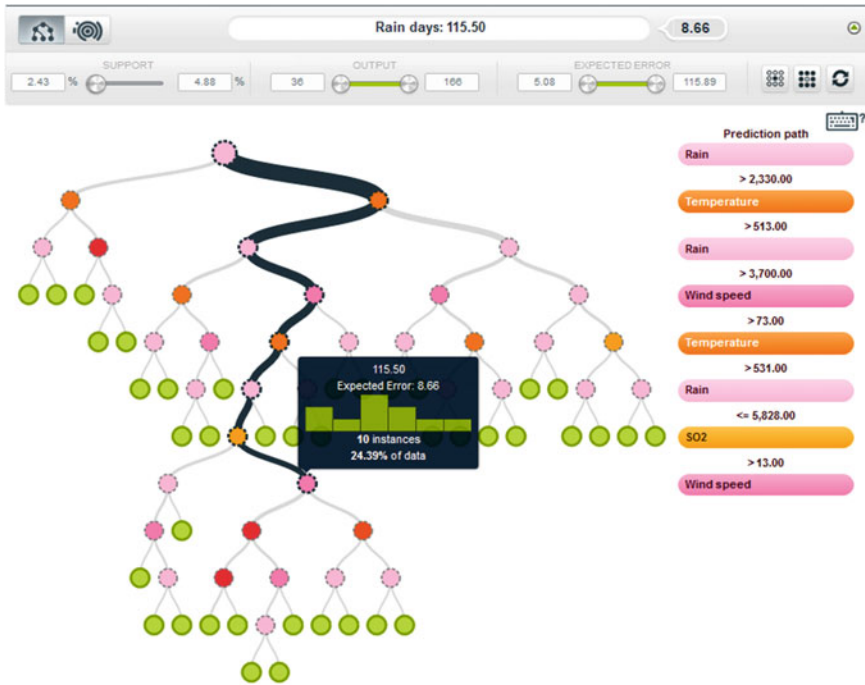 Rain days: 115.50
8.66
SUPPORT
OUTPUT
EXPECTED ERROR
2.43 %
4.88 %
36
166
5.08
115.89
?
Prediction path
Rain
> 2,330.00
Temperature
> 513.00
Rain
> 3,700.00
Wind speed
> 73.00
Temperature
> 531.00
Rain
<= 5,828.00
SO2
> 13.00
Wind speed
115.50
Expected Error: 8.66
10 instances
24.39% of data